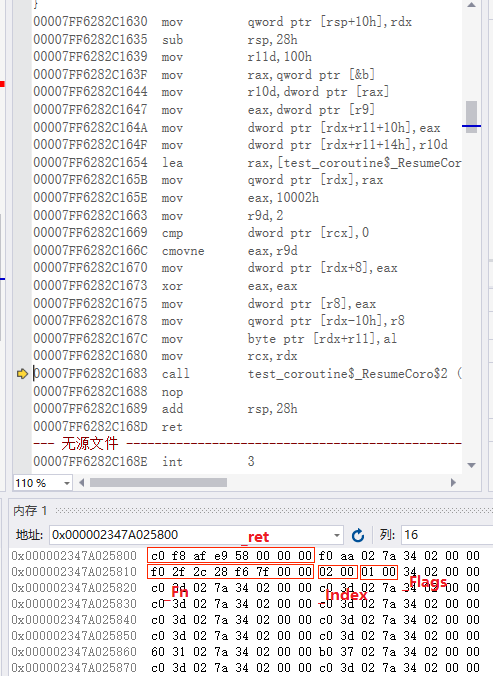 }
00007FF6282C1630 mov qword ptr [rsp+10h],rdx
00007FF6282C1635 sub rsp,28h
00007FF6282C1639 mov r11d,100h
00007FF6282C163F mov rax,qword ptr [&b]
00007FF6282C1644 mov r10d,dword ptr [rax]
00007FF6282C1647 mov eax,dword ptr [r9]
00007FF6282C164A mov dword ptr [rdx+r11+10h],eax
00007FF6282C164F mov dword ptr [rdx+r11+14h],r10d
00007FF6282C1654 lea rax,[test_coroutine$_ResumeCoro
00007FF6282C165B mov qword ptr [rdx],rax
00007FF6282C165E mov eax,10002h
00007FF6282C1663 mov r9d,2
00007FF6282C1669 cmp dword ptr [rcx],0
00007FF6282C166C cmovne eax,r9d
00007FF6282C1670 mov dword ptr [rdx+8],eax
00007FF6282C1673 xor eax,eax
00007FF6282C1675 mov dword ptr [r8],eax
00007FF6282C1678 mov qword ptr [rdx-10h],r8
00007FF6282C167C mov byte ptr [rdx+r11],al
00007FF6282C1680 mov rcx,rdx
00007FF6282C1683 call test_coroutine$_ResumeCoro$2 (
00007FF6282C1688 nop
00007FF6282C1689 add rsp,28h
00007FF6282C168D ret
--- 无源文件 ---
00007FF6282C168E int 3
110 %
内存 1
地址: 0x000002347A025800 列: 16
_ret
0x000002347A025800 c0 f8 af e9 58 00 00 00 f0 aa 02 7a 34 02 00 00
0x000002347A025810 f0 2f 2c 28 f6 7f 00 00 02 00 01 00 34 02 00 00
_Fn _index _Flags
0x000002347A025820 c0 3d 02 7a 34 02 00 00 c0 3d 02 7a 34 02 00 00
0x000002347A025830 c0 3d 02 7a 34 02 00 00 c0 3d 02 7a 34 02 00 00
0x000002347A025840 c0 3d 02 7a 34 02 00 00 c0 3d 02 7a 34 02 00 00
0x000002347A025850 c0 3d 02 7a 34 02 00 00 c0 3d 02 7a 34 02 00 00
0x000002347A025860 60 31 02 7a 34 02 00 00 b0 37 02 7a 34 02 00 00
0x000002347A025870 c0 3d 02 7a 34 02 00 00 c0 3d 02 7a 34 02 00 00